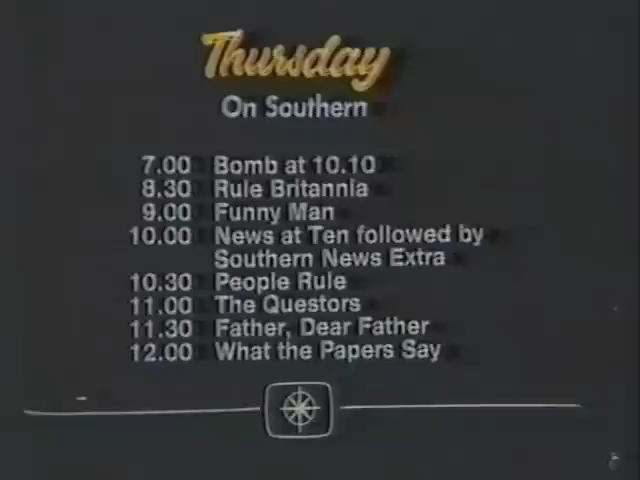 Thursday
On Southern
7.00 Bomb at 10.10
8.30 Rule Britannia
9.00 Funny Man
10.00 News at Ten followed by
Southern News Extra
10.30 People Rule
11.00 The Questors
11.30 Father, Dear Father
12.00 What the Papers Say